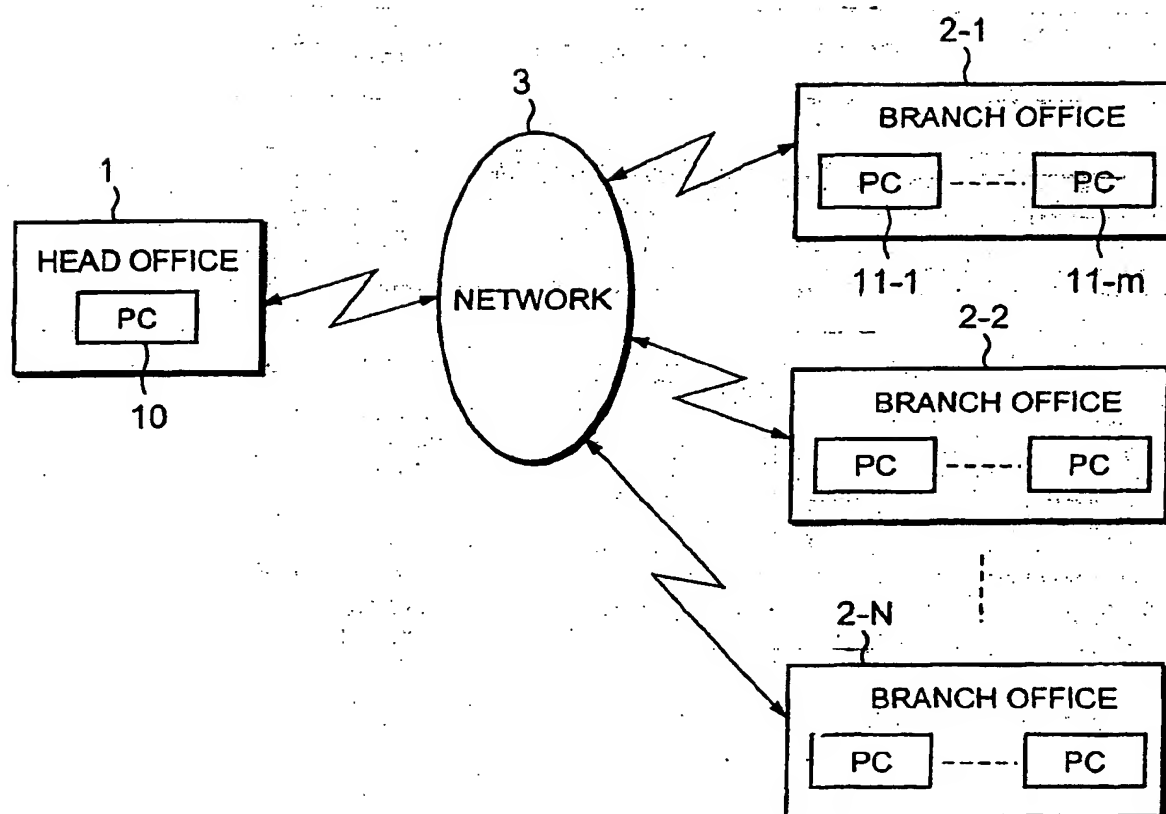 2-1
BRANCH OFFICE
PC PC
11-1 11-m
3
NETWORK
1
HEAD OFFICE
PC
10
2-2
BRANCH OFFICE
PC PC
2-N
BRANCH OFFICE
PC PC